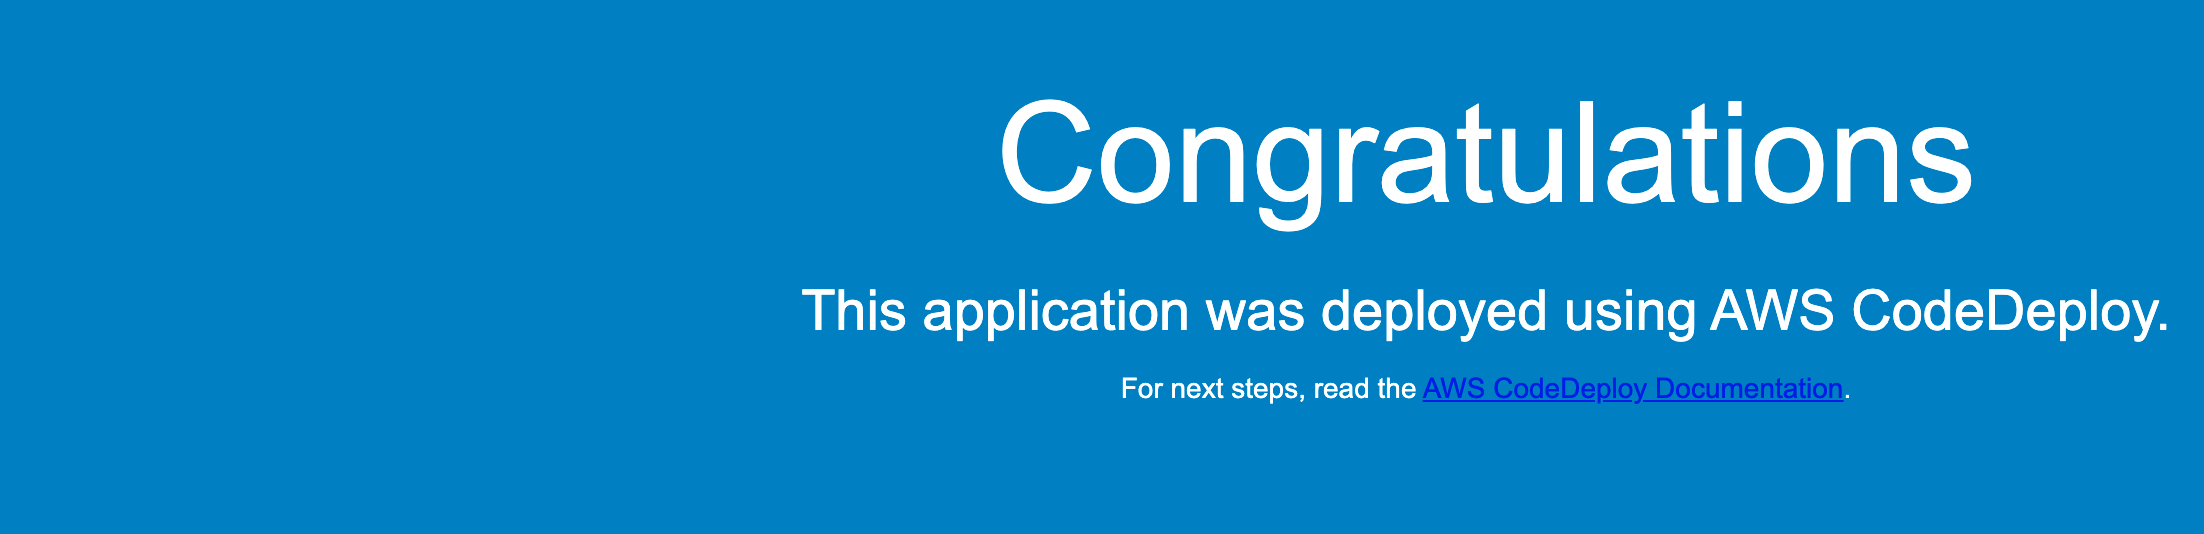 Congratulations
This application was deployed using AWS CodeDeploy.
For next steps, read the AWS CodeDeploy Documentation.